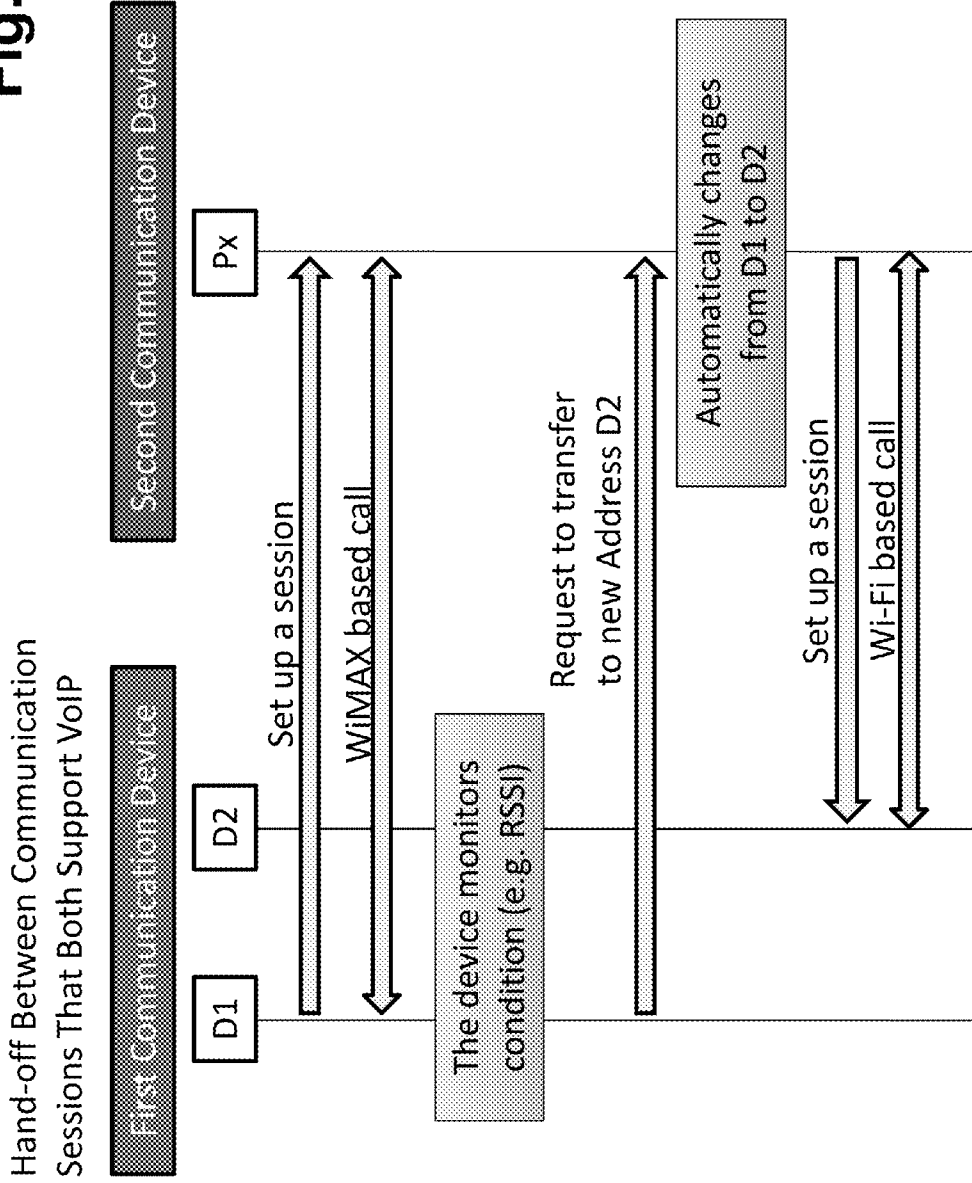 Fig.
Hand-off Between Communication
Sessions That Both Support VoIP
First Communication Device
Second Communication Device
D1
D2
Px
Set up a session
WiMAX based call
The device monitors
condition (e.g. RSSI)
Request to transfer
to new Address D2
Automatically changes
from D1 to D2
Set up a session
Wi-Fi based call